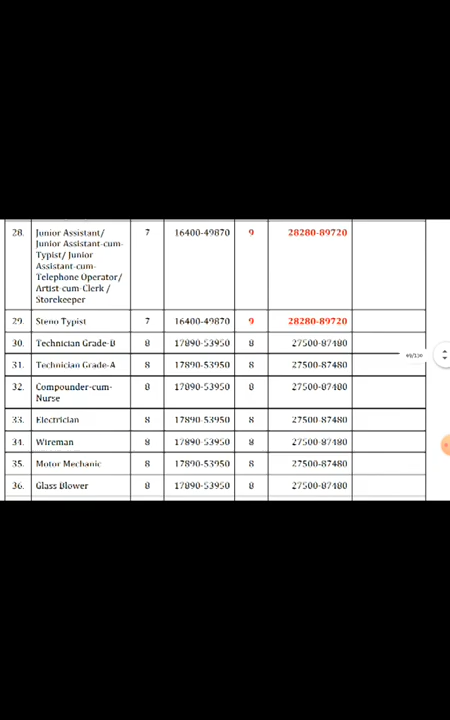 28. Junior Assistant/ 7 16400-49870 9 28280-89720
Junior Assistant-cum-
Typist/ Junior
Assistant-cum-
Telephone Operator/
Artist-cum-Clerk /
Storekeeper
29. Steno Typist 7 16400-49870 9 28280-89720
30. Technician Grade-B 8 17890-53950 8 27500-87480
31. Technician Grade-A 8 17890-53950 8 27500-87480
32. Compounder-cum- 8 17890-53950 8 27500-87480
Nurse
33. Electrician 8 17890-53950 8 27500-87480
34. Wireman 8 17890-53950 8 27500-87480
35. Motor Mechanic 8 17890-53950 8 27500-87480
36. Glass Blower 8 17890-53950 8 27500-87480